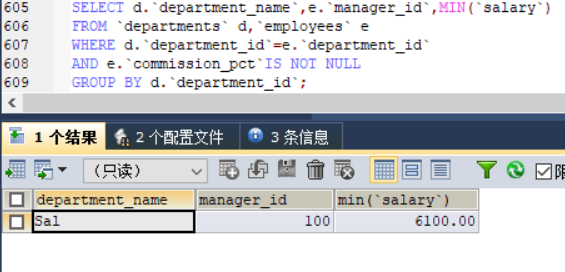 605 SELECT d.`department_name`,e.`manager_id`,MIN(`salary`)
606 FROM `departments` d,`employees` e
607 WHERE d.`department_id`=e.`department_id`
608 AND e.`commission_pct`IS NOT NULL
609 GROUP BY d.`department_id`;
1 个结果 2 个配置文件 3 条信息
(只读)
department_name manager_id min(`salary`)
Sal 100 6100.00